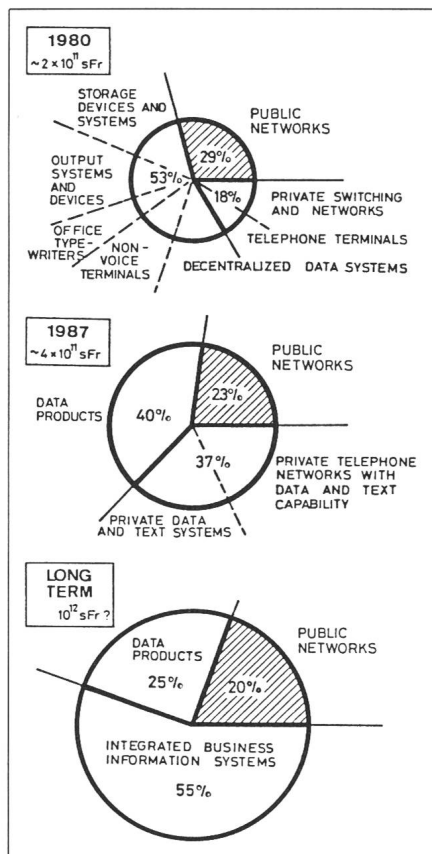 1980
~2 × 10¹¹ sFr
STORAGE
DEVICES AND
SYSTEMS
PUBLIC
NETWORKS
29%
OUTPUT
SYSTEMS
AND
DEVICES
53%
18%
PRIVATE SWITCHING
AND NETWORKS
OFFICE
TYPE-
WRITERS
NON-
VOICE
TERMINALS
TELEPHONE TERMINALS
DECENTRALIZED DATA SYSTEMS
1987
~4 × 10¹¹ sFr
PUBLIC
NETWORKS
DATA
PRODUCTS
40%
23%
37%
PRIVATE TELEPHONE
NETWORKS WITH
DATA AND TEXT
CAPABILITY
PRIVATE DATA
AND TEXT SYSTEMS
LONG
TERM
10¹² sFr ?
PUBLIC
NETWORKS
DATA
PRODUCTS
25%
20%
INTEGRATED BUSINESS
INFORMATION SYSTEMS
55%